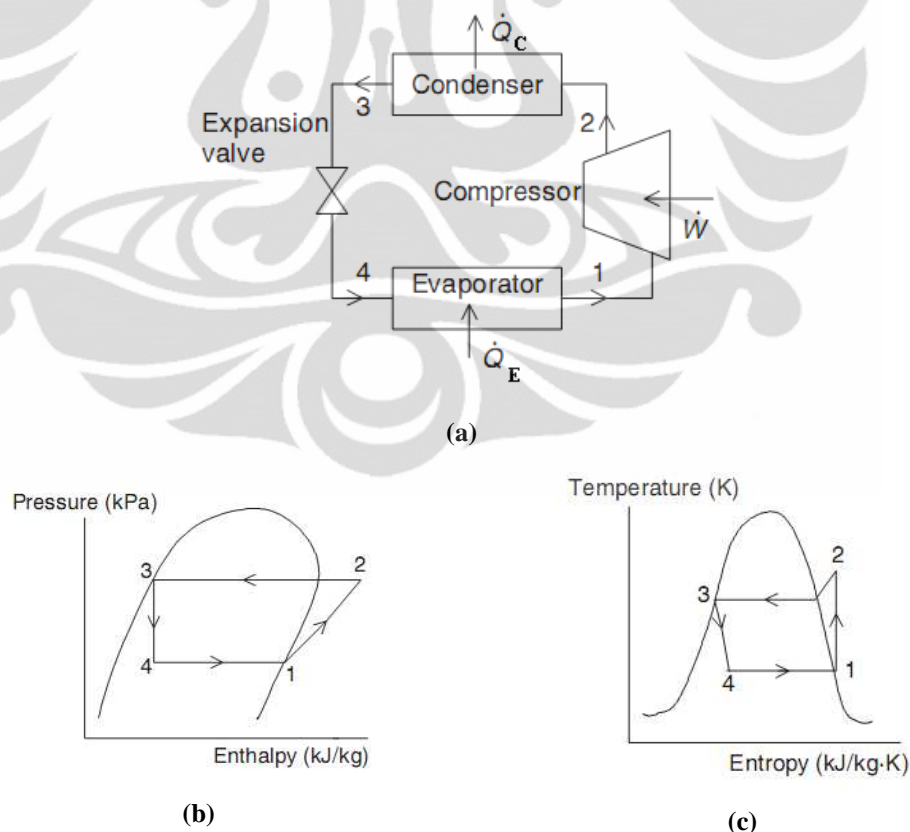 Q̇ C
Condenser
3
2
Expansion
valve
Compressor
Ẇ
4
Evaporator
1
Q̇ E
(a)
Pressure (kPa)
3
2
4
1
Enthalpy (kJ/kg)
(b)
Temperature (K)
2
3
4
1
Entropy (kJ/kg·K)
(c)